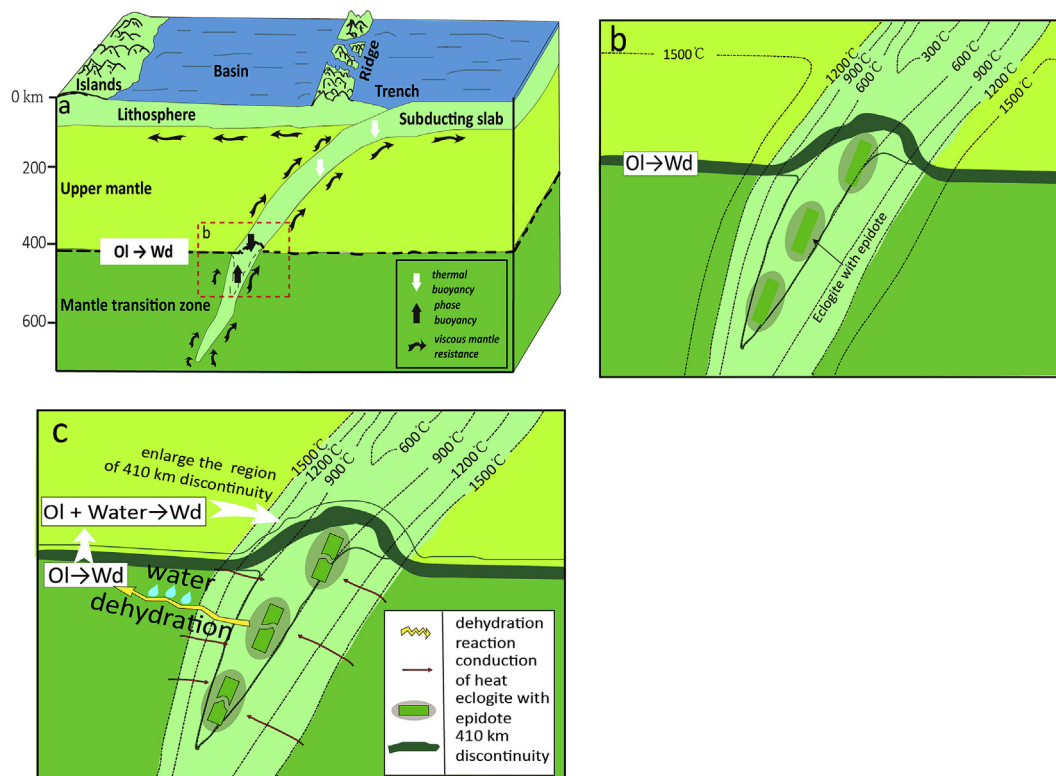 a
Islands
Basin
Ridge
Trench
0 km
Lithosphere
Subducting slab
200
Upper mantle
b
400
Ol → Wd
Mantle transition zone
600
thermal
buoyancy
phase
buoyancy
viscous mantle
resistance
b
1500℃
1200℃
900℃
600℃
300℃
600℃
900℃
1200℃
1500℃
Ol→Wd
Eclogite with epidote
c
enlarge the region
of 410 km discontinuity
1500℃
1200℃
900℃
600℃
900℃
1200℃
1500℃
Ol + Water→Wd
Ol→Wd
water
dehydration
dehydration
reaction
conduction
of heat
eclogite with
epidote
410 km
discontinuity